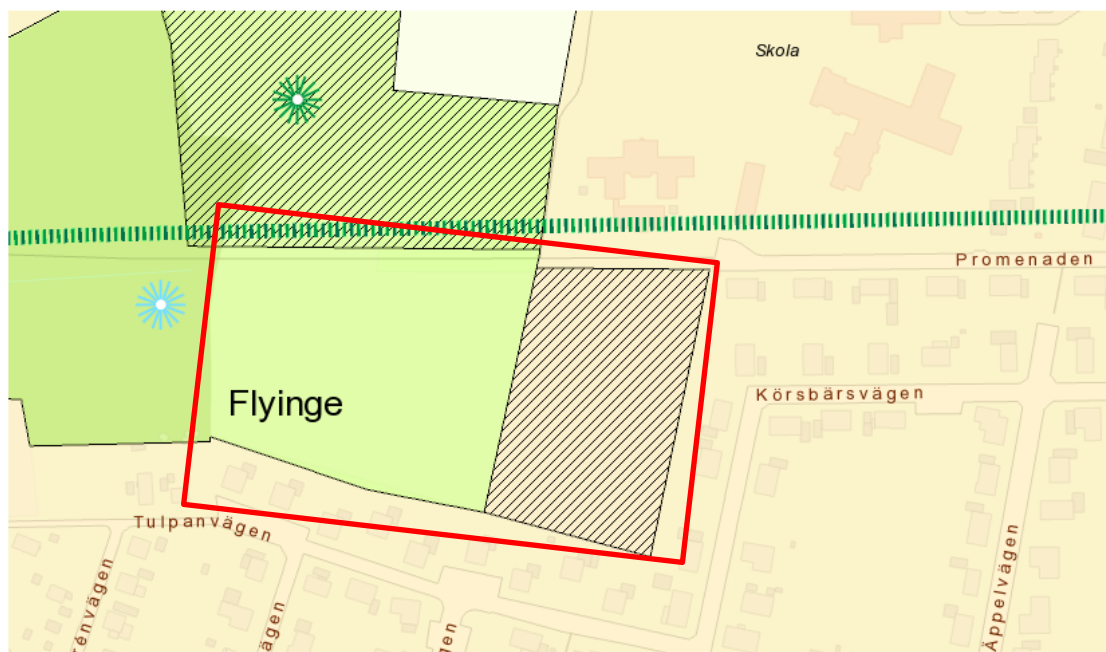 Skola
Promenaden
Körsbärsvägen
Flyinge
Tulpanvägen
Äppelvägen